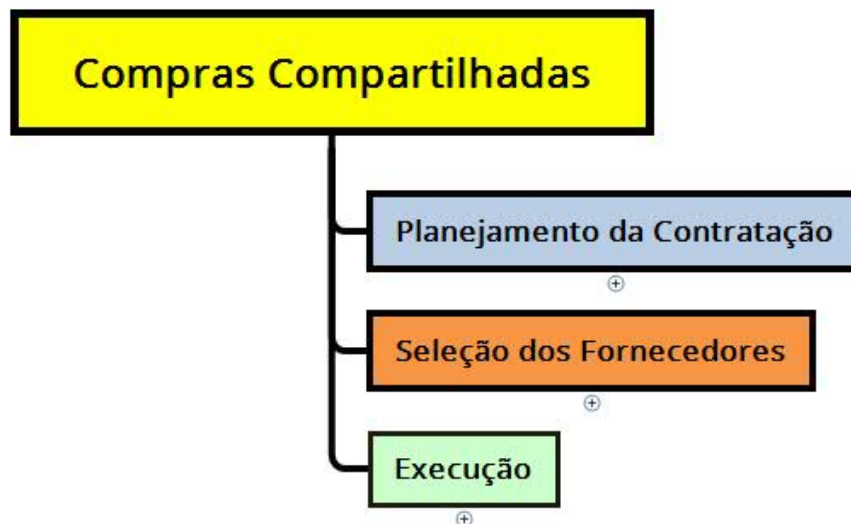 Compras Compartilhadas
Planejamento da Contratação
Seleção dos Fornecedores
Execução